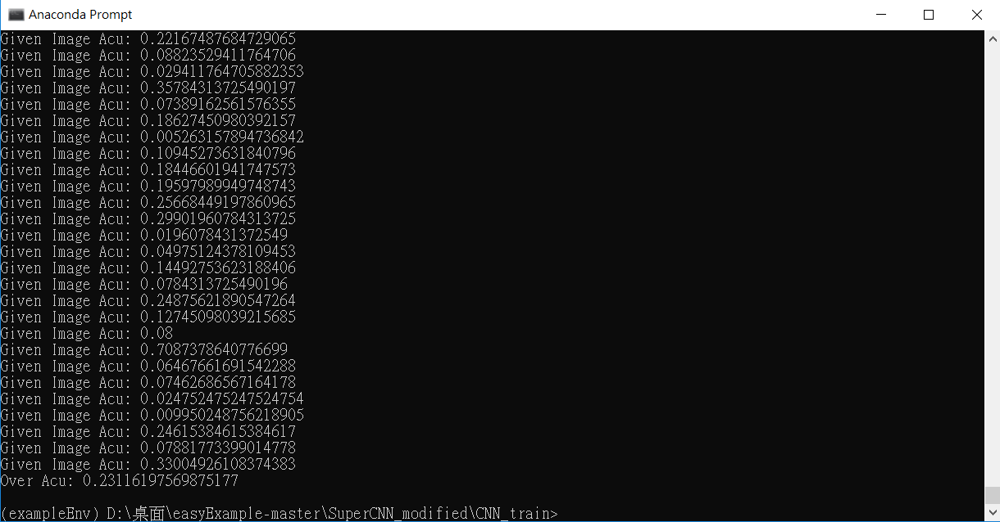 Anaconda Prompt
Given Image Acu: 0.22167487684729065
Given Image Acu: 0.08823529411764706
Given Image Acu: 0.029411764705882353
Given Image Acu: 0.35784313725490197
Given Image Acu: 0.07389162561576355
Given Image Acu: 0.18627450980392157
Given Image Acu: 0.005263157894736842
Given Image Acu: 0.10945273631840796
Given Image Acu: 0.18446601941747573
Given Image Acu: 0.19597989949748743
Given Image Acu: 0.25668449197860965
Given Image Acu: 0.29901960784313725
Given Image Acu: 0.0196078431372549
Given Image Acu: 0.04975124378109453
Given Image Acu: 0.14492753623188406
Given Image Acu: 0.0784313725490196
Given Image Acu: 0.24875621890547264
Given Image Acu: 0.12745098039215685
Given Image Acu: 0.08
Given Image Acu: 0.7087378640776699
Given Image Acu: 0.06467661691542288
Given Image Acu: 0.07462686567164178
Given Image Acu: 0.024752475247524754
Given Image Acu: 0.009950248756218905
Given Image Acu: 0.24615384615384617
Given Image Acu: 0.07881773399014778
Given Image Acu: 0.33004926108374383
Over Acu: 0.23116197569875177
(exampleEnv) D:\桌面\easyExample-master\SuperCNN_modified\CNN_train>